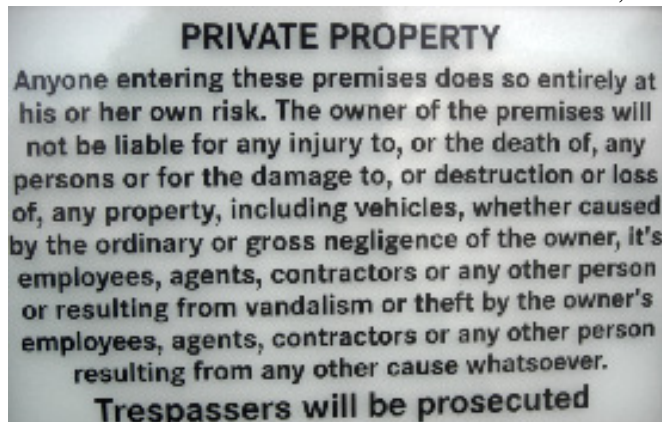 PRIVATE PROPERTY
Anyone entering these premises does so entirely at
his or her own risk. The owner of the premises will
not be liable for any injury to, or the death of, any
persons or for the damage to, or destruction or loss
of, any property, including vehicles, whether caused
by the ordinary or gross negligence of the owner, it's
employees, agents, contractors or any other person
or resulting from vandalism or theft by the owner's
employees, agents, contractors or any other person
resulting from any other cause whatsoever.
Trespassers will be prosecuted